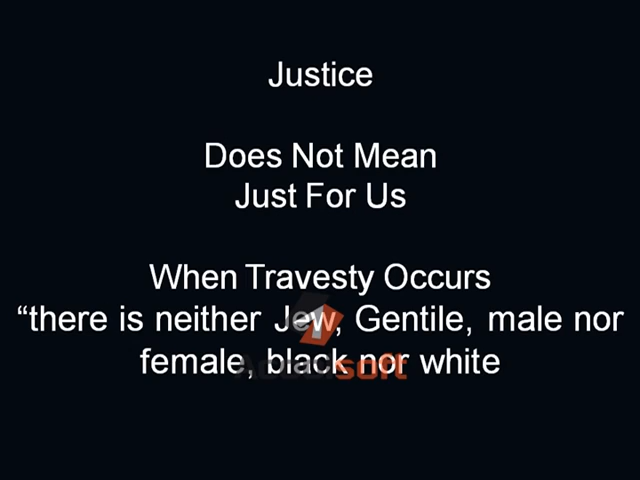 Justice
Does Not Mean
Just For Us
When Travesty Occurs
“there is neither Jew, Gentile, male nor
female, black nor white